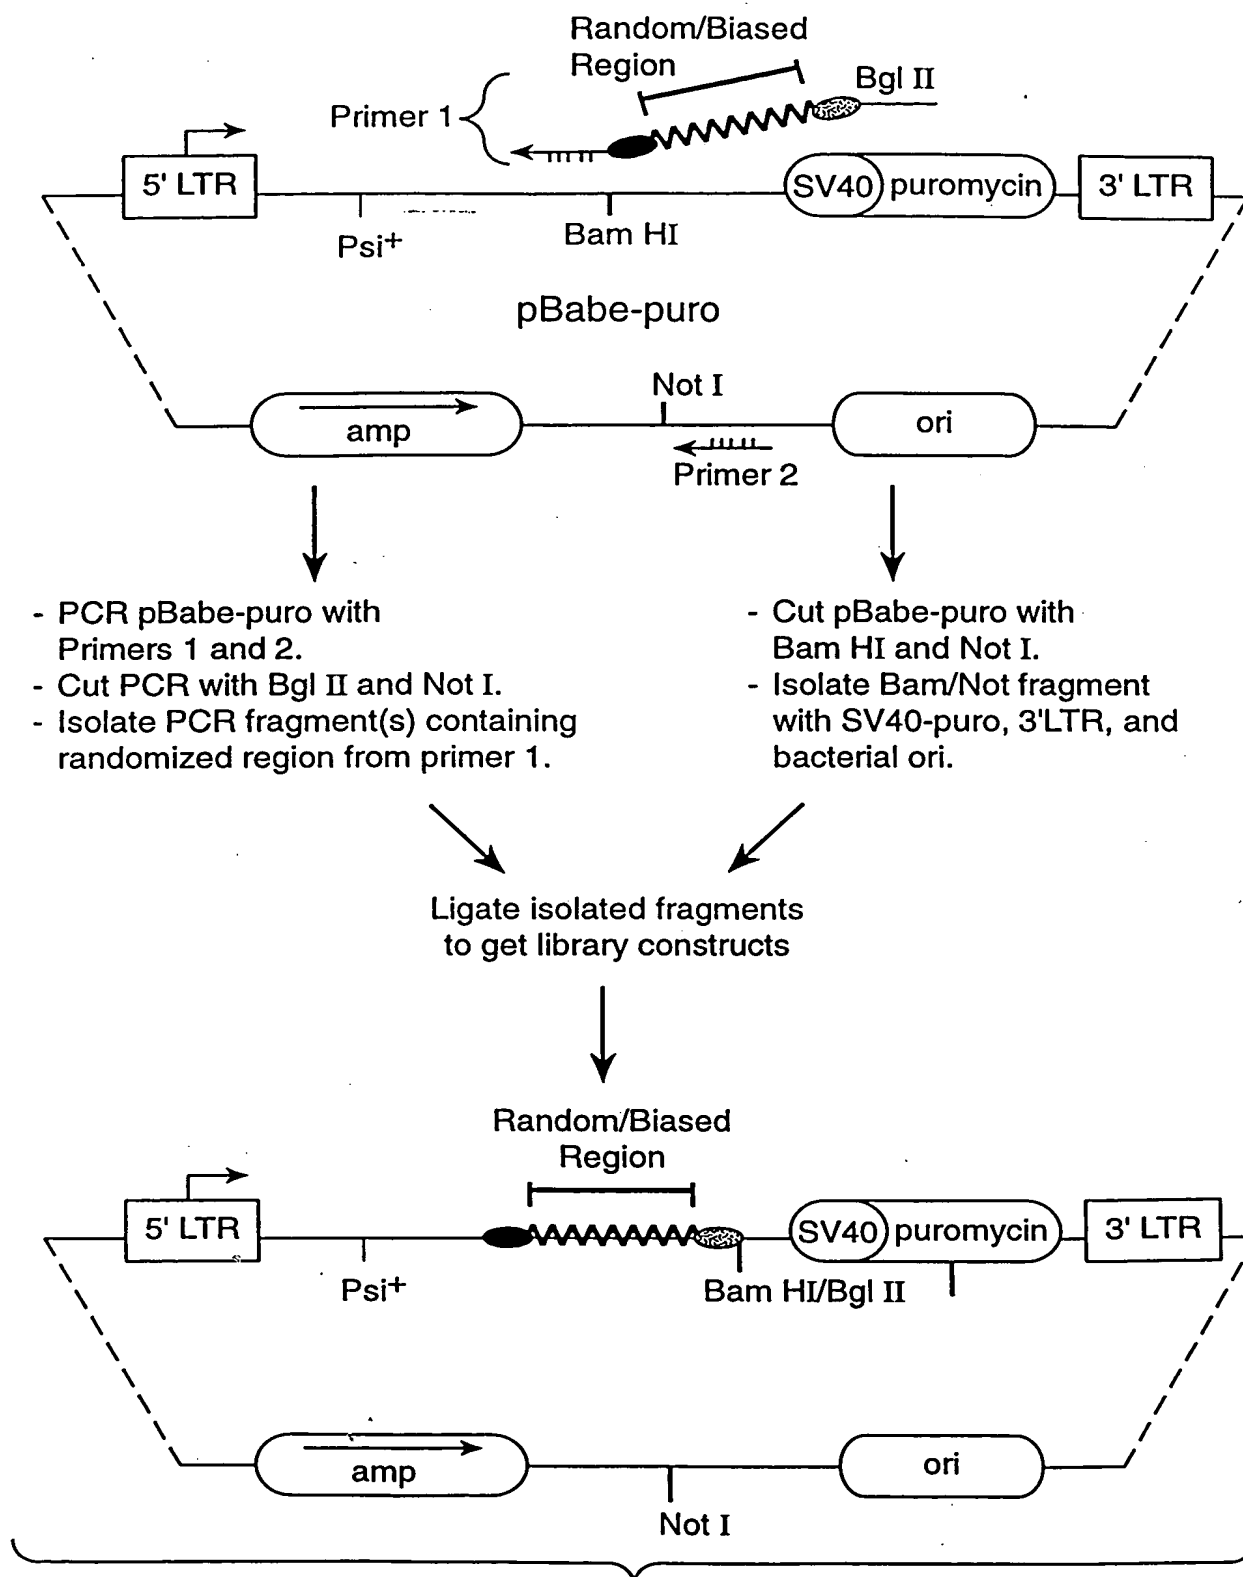 Random/Biased
Region
Bgl II
Primer 1
5' LTR
SV40
puromycin
3' LTR
Psi+
Bam HI
pBabe-puro
Not I
amp
ori
Primer 2
- PCR pBabe-puro with
Primers 1 and 2.
- Cut PCR with Bgl II and Not I.
- Isolate PCR fragment(s) containing
randomized region from primer 1.
- Cut pBabe-puro with
Bam HI and Not I.
- Isolate Bam/Not fragment
with SV40-puro, 3'LTR, and
bacterial ori.
Ligate isolated fragments
to get library constructs
Random/Biased
Region
5' LTR
SV40
puromycin
3' LTR
Psi+
Bam HI/Bgl II
amp
ori
Not I